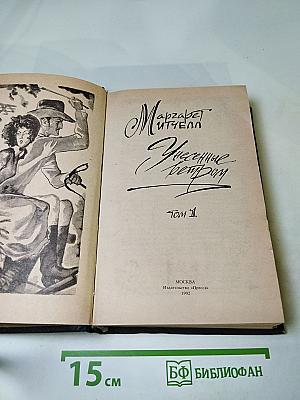 Маргарет
Митчелл
Унесенные
ветром
том 1
МОСКВА
Издательство «Пресса»
1992
15 см
БФ БИБЛИОФАН